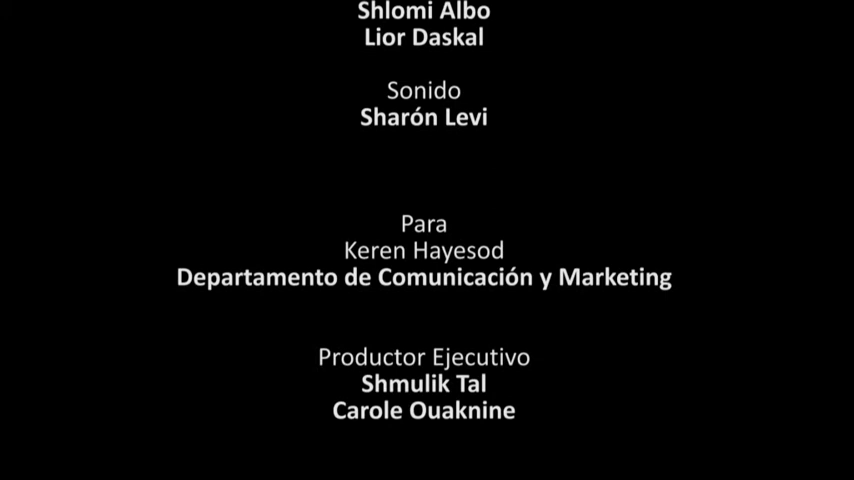 Shlomi Albo
Lior Daskal
Sonido
Sharón Levi
Para
Keren Hayesod
Departamento de Comunicación y Marketing
Productor Ejecutivo
Shmulik Tal
Carole Ouaknine